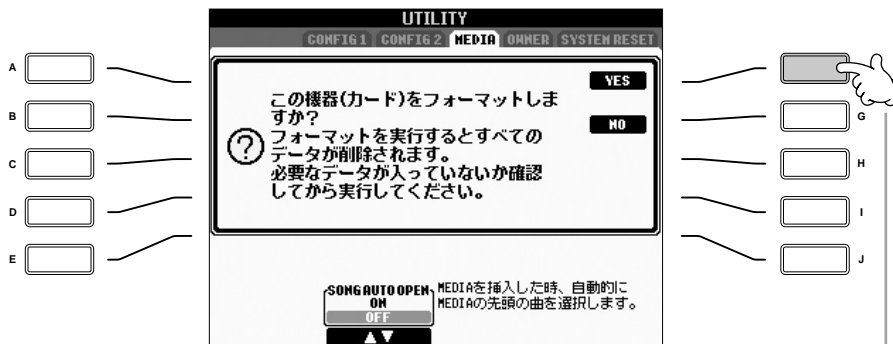 UTILITY
CONFIG 1 CONFIG 2 MEDIA OWNER SYSTEM RESET
A
B
C
D
E
この機器(カード)をフォーマットしま
すか?
フォーマットを実行するとすべての
データが削除されます。
必要なデータが入っていないか確認
してから実行してください。
YES
NO
G
H
I
J
SONG AUTO OPEN
ON
OFF
▲▼
MEDIAを挿入した時、自動的に
MEDIAの先頭の曲を選択します。